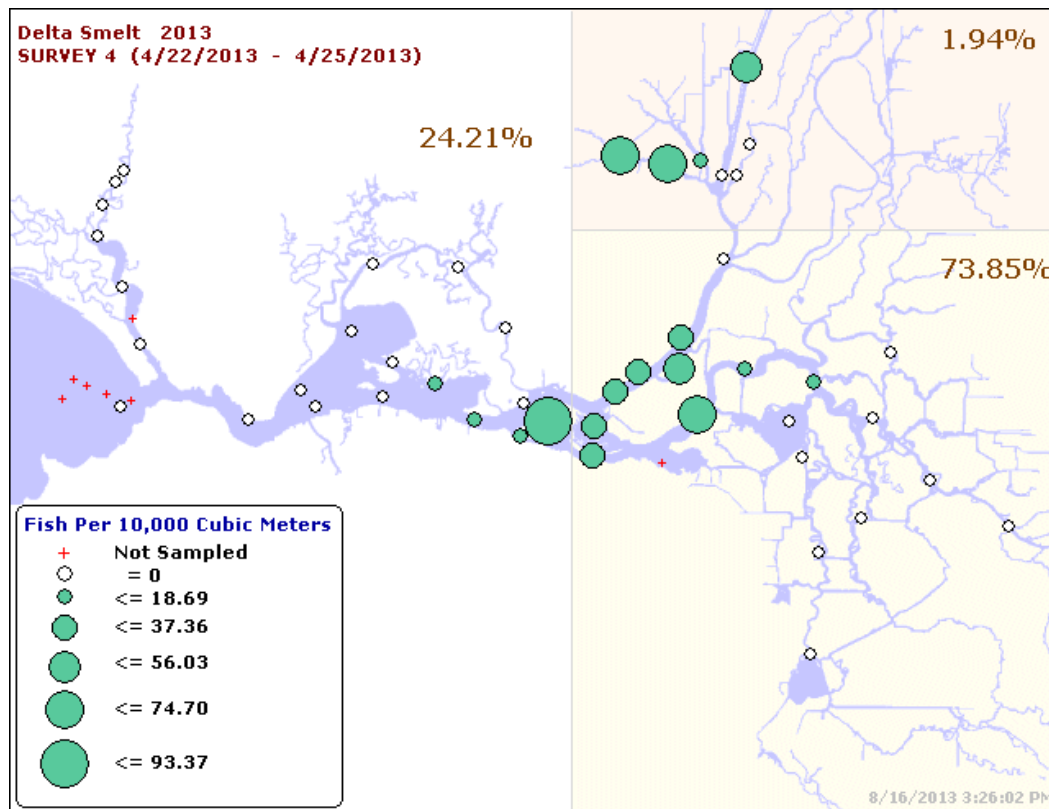 Delta Smelt 2013
SURVEY 4 (4/22/2013 - 4/25/2013)
1.94%
24.21%
73.85%
Fish Per 10,000 Cubic Meters
Not Sampled
= 0
<= 18.69
<= 37.36
<= 56.03
<= 74.70
<= 93.37
8/16/2013 3:26:02 PM